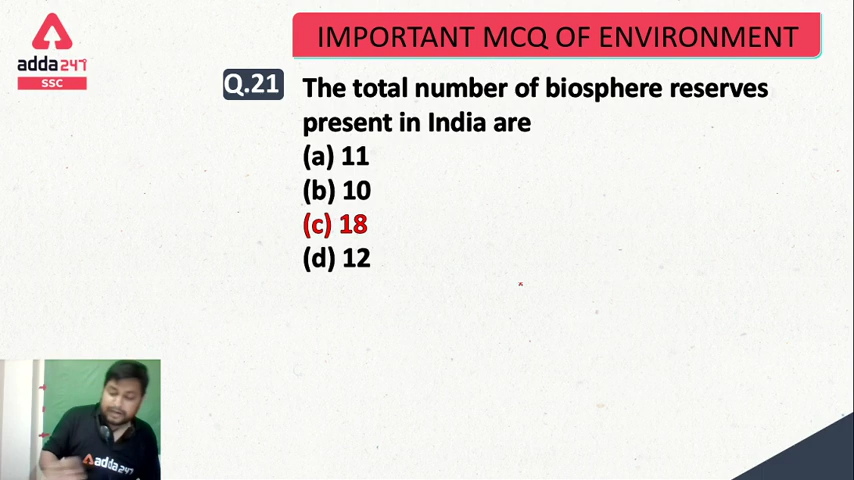 adda247
SSC
IMPORTANT MCQ OF ENVIRONMENT
Q.21 The total number of biosphere reserves
present in India are
(a) 11
(b) 10
(c) 18
(d) 12
adda247